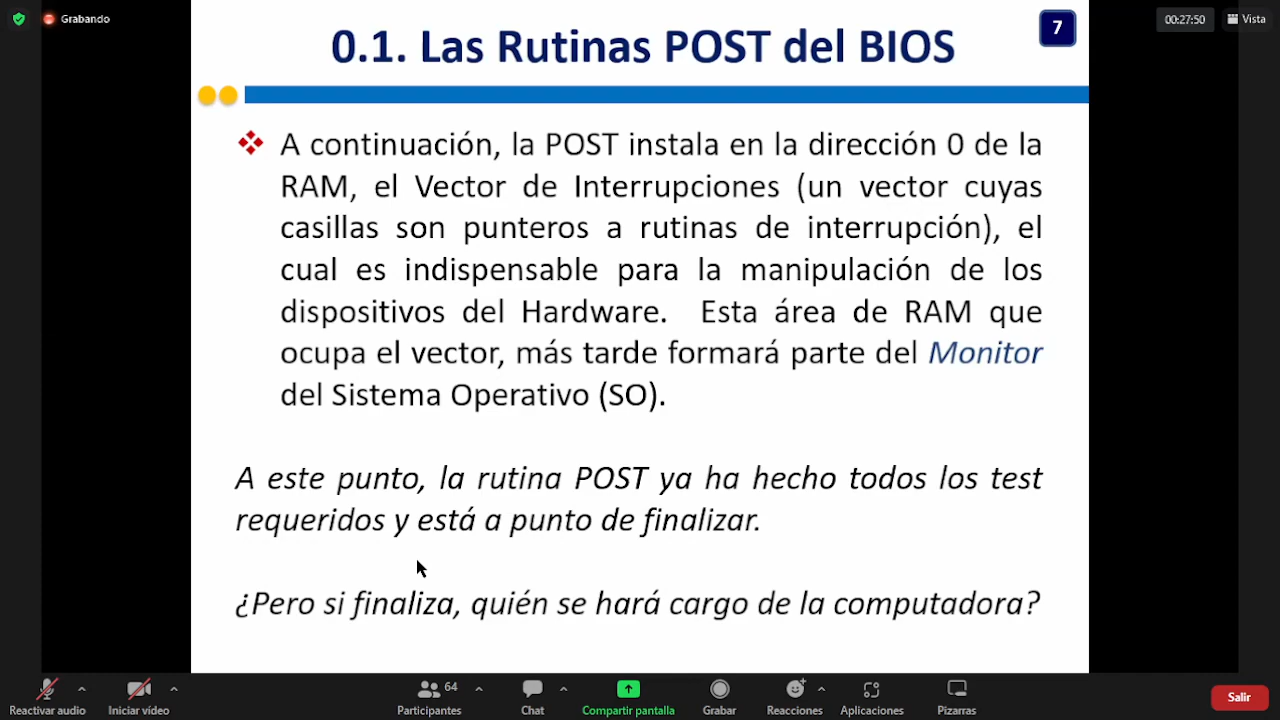 Grabando
00:27:50
Vista
0.1. Las Rutinas POST del BIOS
7
A continuación, la POST instala en la dirección 0 de la
RAM, el Vector de Interrupciones (un vector cuyas
casillas son punteros a rutinas de interrupción), el
cual es indispensable para la manipulación de los
dispositivos del Hardware. Esta área de RAM que
ocupa el vector, más tarde formará parte del Monitor
del Sistema Operativo (SO).
A este punto, la rutina POST ya ha hecho todos los test
requeridos y está a punto de finalizar.
¿Pero si finaliza, quién se hará cargo de la computadora?
Reactivar audio
Iniciar vídeo
64
Participantes
Chat
Compartir pantalla
Grabar
Reacciones
Aplicaciones
Pizarras
Salir